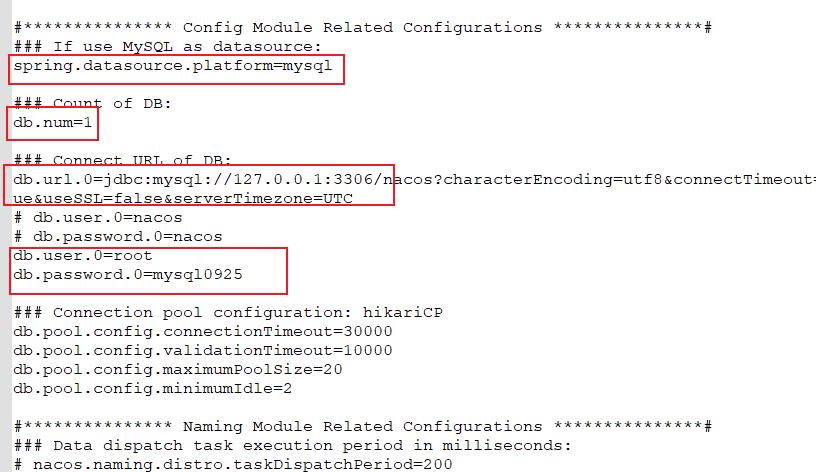 #*************** Config Module Related Configurations ***************#
### If use MySQL as datasource:
spring.datasource.platform=mysql
### Count of DB:
db.num=1
### Connect URL of DB:
db.url.0=jdbc:mysql://127.0.0.1:3306/nacos?characterEncoding=utf8&connectTimeout=
ue&useSSL=false&serverTimezone=UTC
# db.user.0=nacos
# db.password.0=nacos
db.user.0=root
db.password.0=mysql0925
### Connection pool configuration: hikariCP
db.pool.config.connectionTimeout=30000
db.pool.config.validationTimeout=10000
db.pool.config.maximumPoolSize=20
db.pool.config.minimumIdle=2
#*************** Naming Module Related Configurations ***************#
### Data dispatch task execution period in milliseconds:
# nacos.naming.distro.taskDispatchPeriod=200